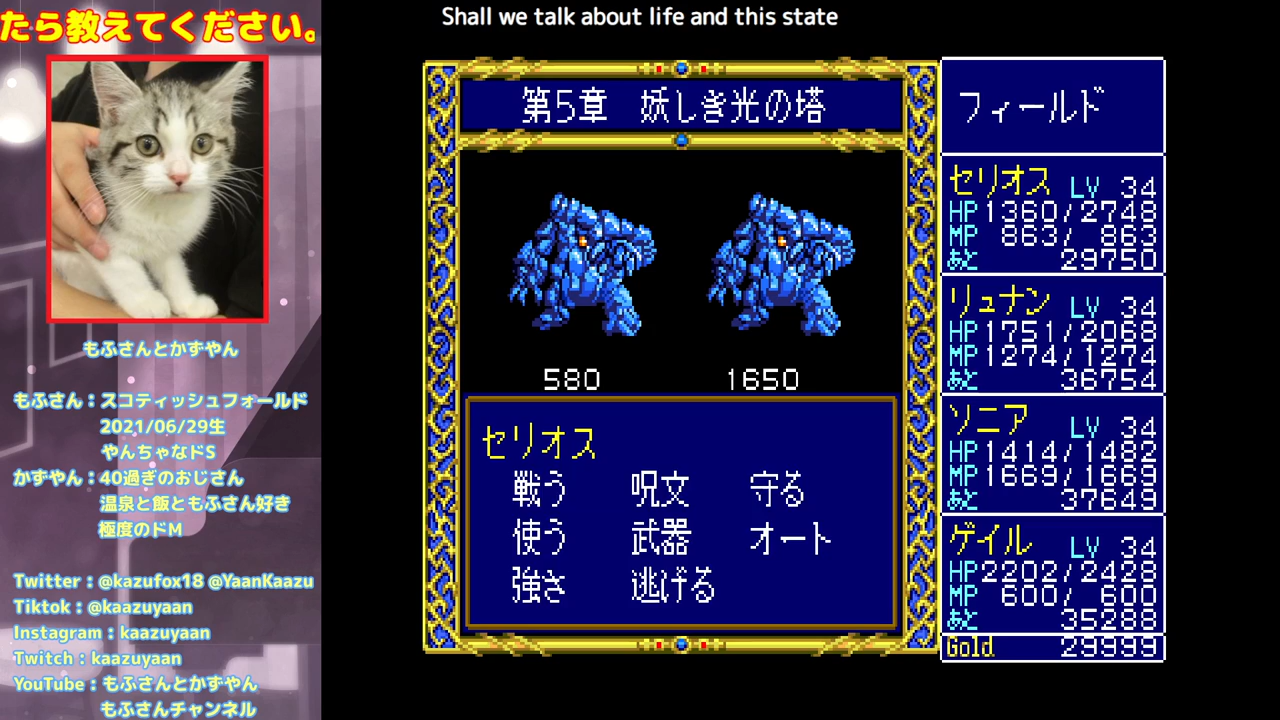 たら教えてください。
もふさんとかずやん
もふさん：スコティッシュフォールド
2021/06/29生
やんちゃなドS
かずやん：40過ぎのおじさん
温泉と飯ともふさん好き
極度のドM
Twitter：@kazufox18 @YaanKaazu
Tiktok：@kaazuyaan
Instagram：kaazuyaan
Twitch：kaazuyaan
YouTube：もふさんとかずやん
もふさんチャンネル
Shall we talk about life and this state
第5章 妖しき光の塔
580 1650
セリオス
戦う 呪文 守る
使う 武器 オート
強さ 逃げる
フィールド
セリオス LV 34
HP1360/2748
MP 863/ 863
あと 29750
リュナン LV 34
HP1751/2068
MP1274/1274
あと 36754
ソニア LV 34
HP1414/1482
MP1669/1669
あと 37649
ゲイル LV 34
HP2202/2428
MP 600/ 600
あと 35288
Gold 29999